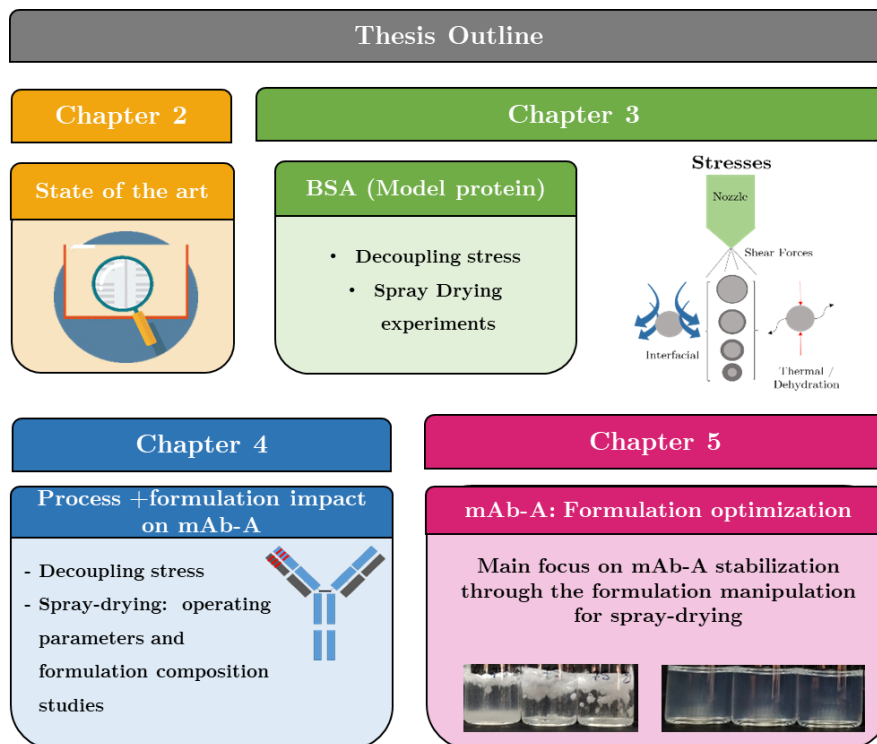 Thesis Outline
Chapter 2
Chapter 3
State of the art
BSA (Model protein)
• Decoupling stress
• Spray Drying
experiments
Stresses
Nozzle
Shear Forces
Interfacial
Thermal /
Dehydration
Chapter 4
Process +formulation impact
on mAb-A
- Decoupling stress
- Spray-drying: operating
parameters and
formulation composition
studies
Chapter 5
mAb-A: Formulation optimization
Main focus on mAb-A stabilization
through the formulation manipulation
for spray-drying